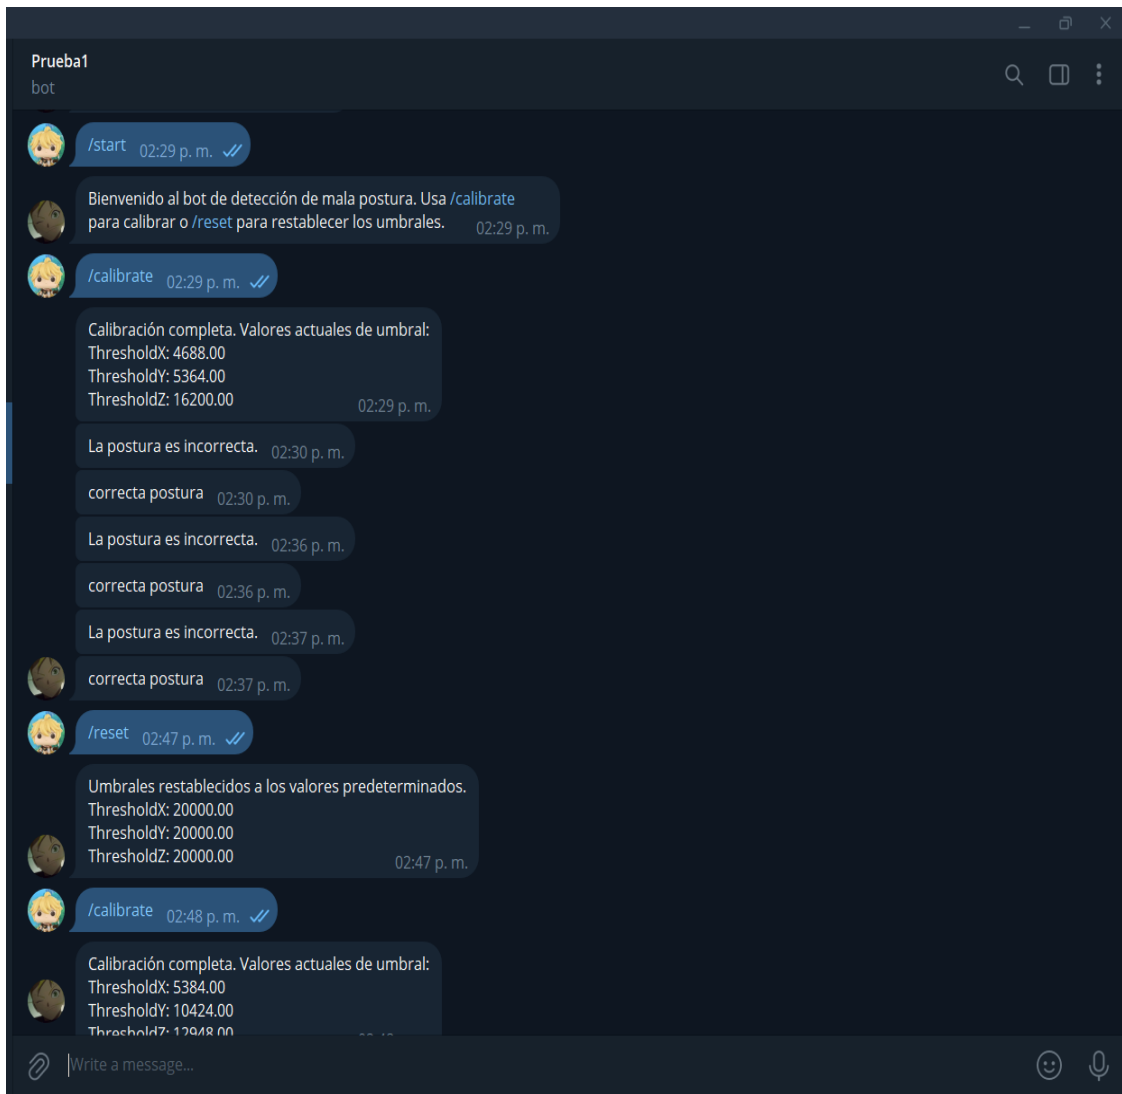 Prueba1
bot
/start 02:29 p. m.
Bienvenido al bot de detección de mala postura. Usa /calibrate
para calibrar o /reset para restablecer los umbrales. 02:29 p. m.
/calibrate 02:29 p. m.
Calibración completa. Valores actuales de umbral:
ThresholdX: 4688.00
ThresholdY: 5364.00
ThresholdZ: 16200.00 02:29 p. m.
La postura es incorrecta. 02:30 p. m.
correcta postura 02:30 p. m.
La postura es incorrecta. 02:36 p. m.
correcta postura 02:36 p. m.
La postura es incorrecta. 02:37 p. m.
correcta postura 02:37 p. m.
/reset 02:47 p. m.
Umbrales restablecidos a los valores predeterminados.
ThresholdX: 20000.00
ThresholdY: 20000.00
ThresholdZ: 20000.00 02:47 p. m.
/calibrate 02:48 p. m.
Calibración completa. Valores actuales de umbral:
ThresholdX: 5384.00
ThresholdY: 10424.00
ThresholdZ: 12948.00
Write a message...